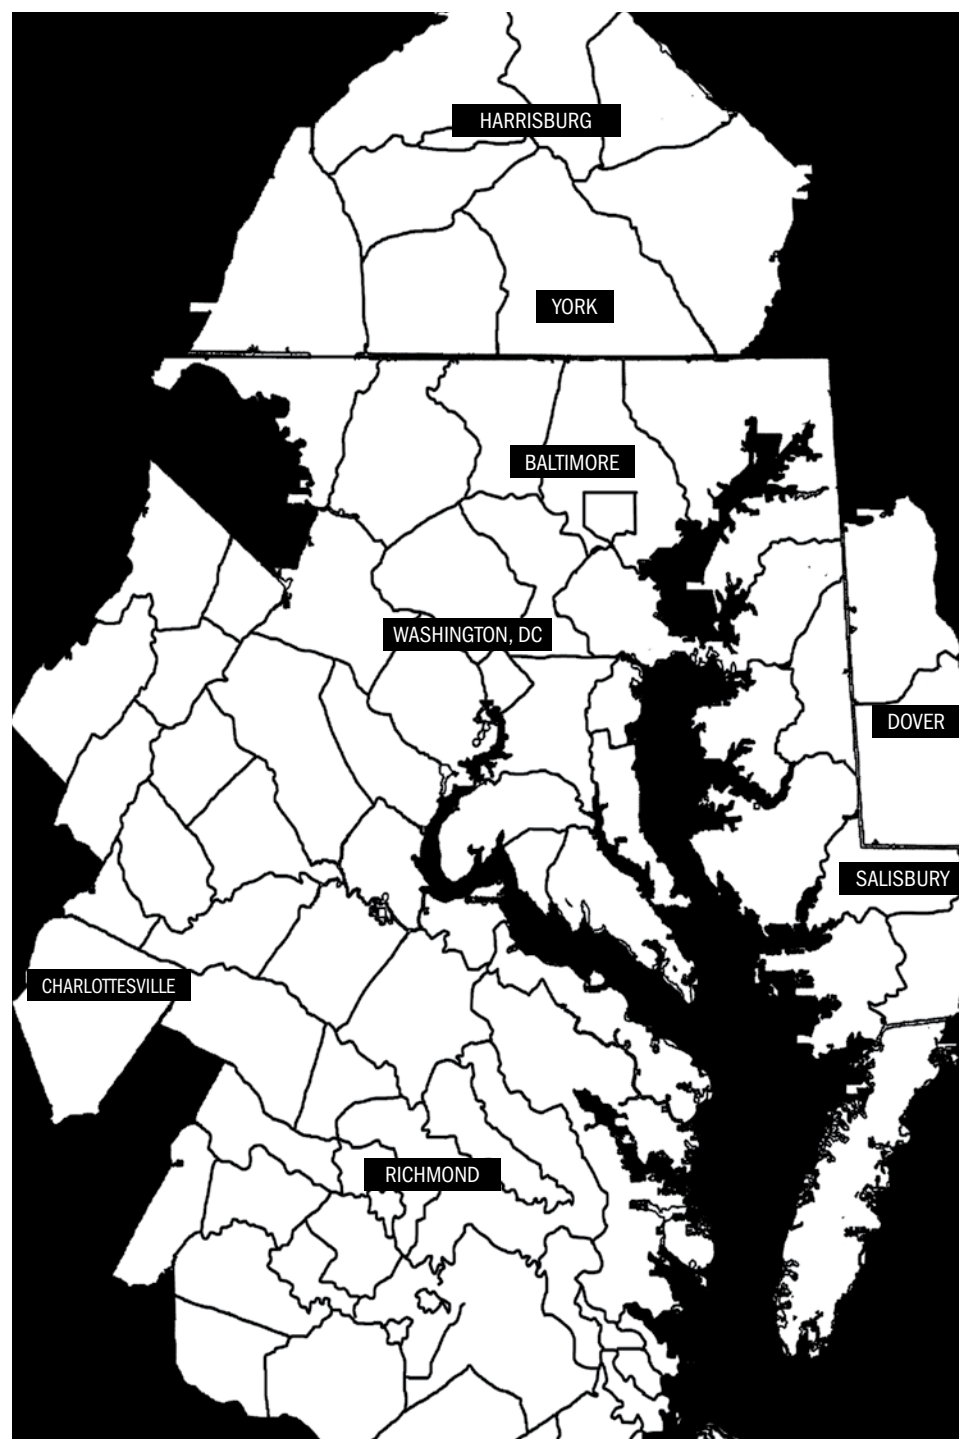 HARRISBURG
YORK
BALTIMORE
WASHINGTON, DC
DOVER
SALISBURY
CHARLOTTESVILLE
RICHMOND